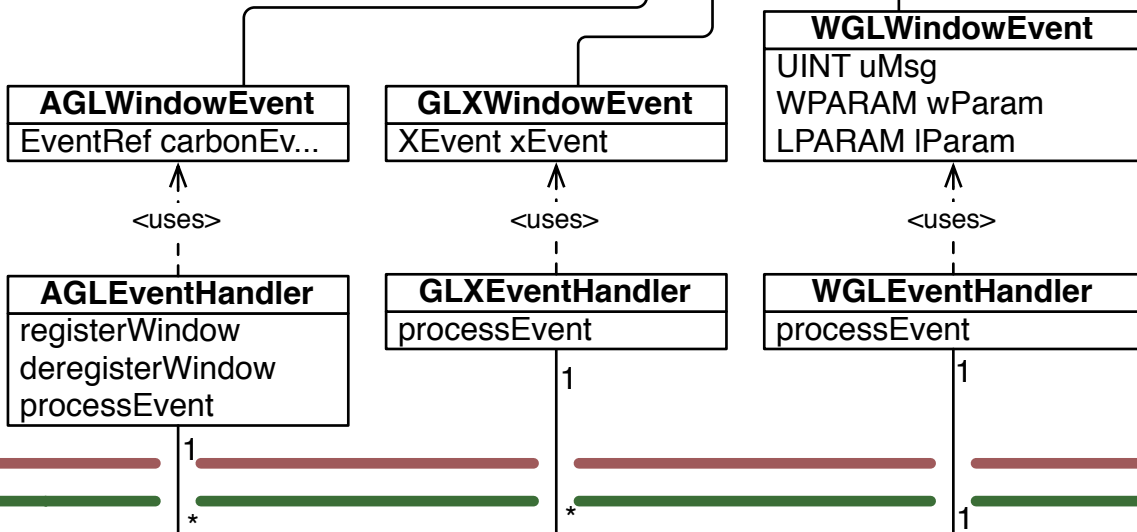 WGLWindowEvent
UINT uMsg
WPARAM wParam
LPARAM lParam
AGLWindowEvent
EventRef carbonEv...
GLXWindowEvent
XEvent xEvent
<uses>
<uses>
<uses>
AGLEventHandler
registerWindow
deregisterWindow
processEvent
GLXEventHandler
processEvent
WGLEventHandler
processEvent
1
1
1
*
*
1